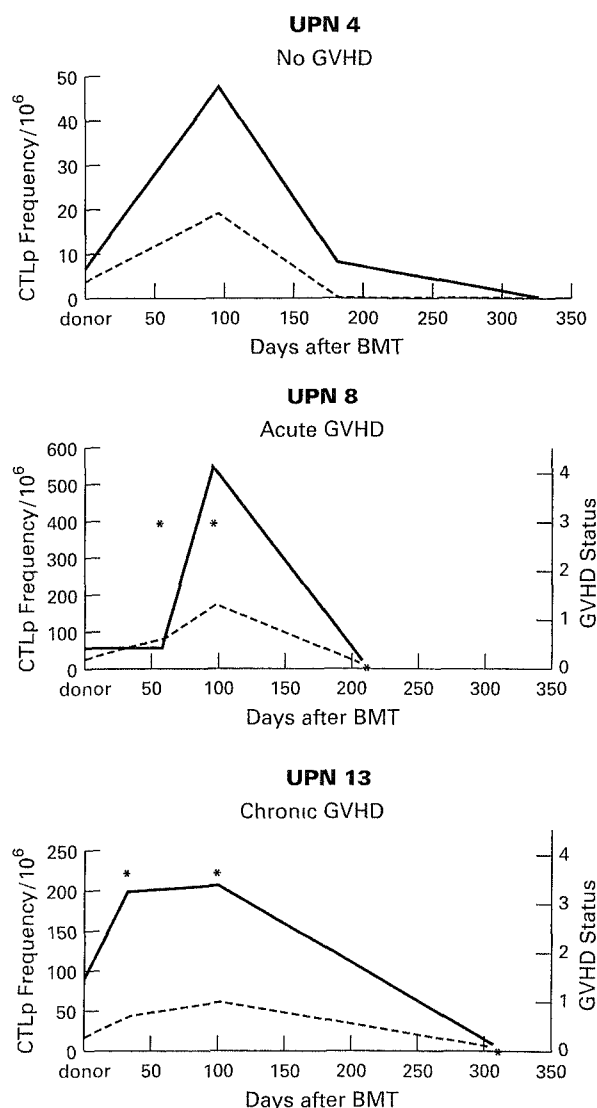 UPN 4
No GVHD
CTLp Frequency/10⁶
50
40
30
20
10
0
donor 50 100 150 200 250 300 350
Days after BMT
UPN 8
Acute GVHD
CTLp Frequency/10⁶
600
500
400
300
200
100
0
* *
*
4
3
2
1
0
GVHD Status
donor 50 100 150 200 250 300 350
Days after BMT
UPN 13
Chronic GVHD
CTLp Frequency/10⁶
250
200
150
100
50
0
* *
*
4
3
2
1
0
GVHD Status
donor 50 100 150 200 250 300 350
Days after BMT